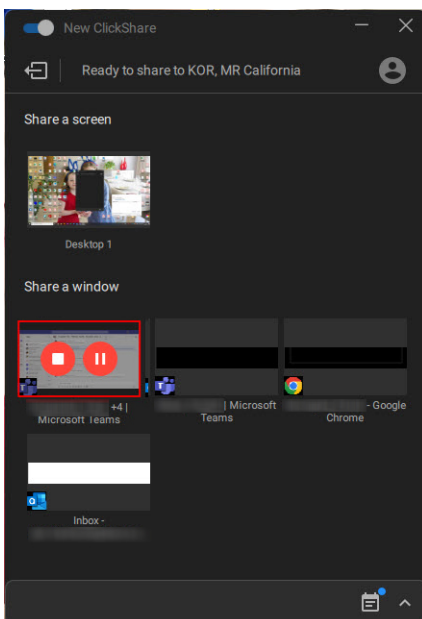 New ClickShare
Ready to share to KOR, MR California
Share a screen
Desktop 1
Share a window
+4 |
Microsoft Teams
| Microsoft
Teams
- Google
Chrome
Inbox -